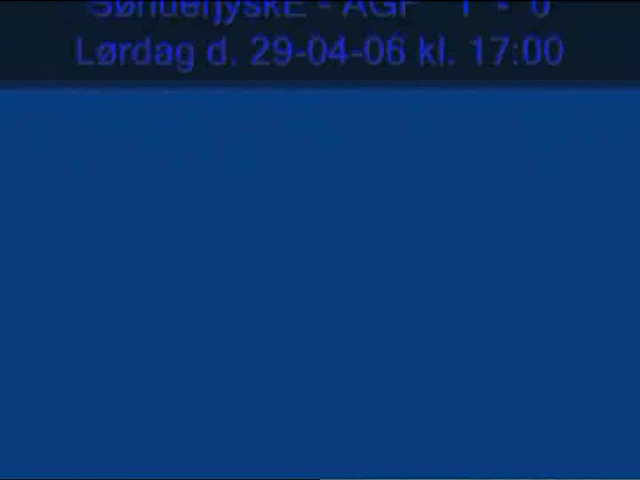 SønderjyskE - AGF 1 - 0
Lørdag d. 29-04-06 kl. 17:00